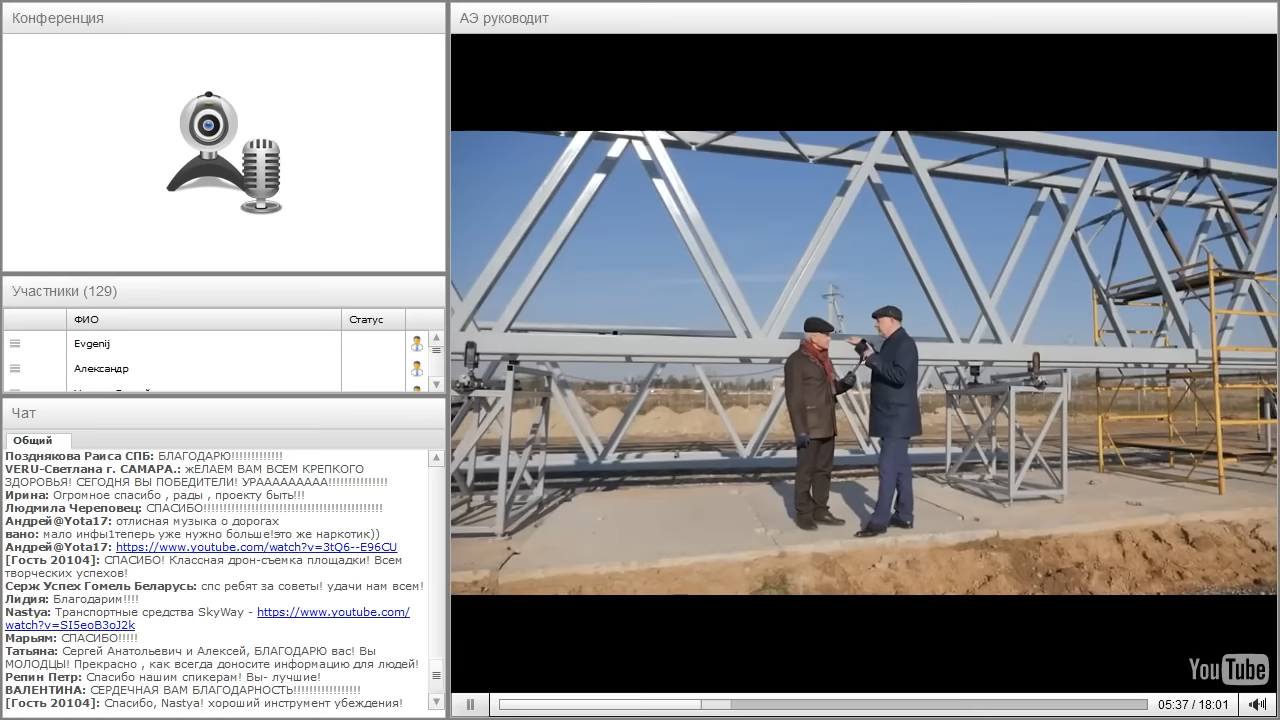 Конференция
АЭ руководит
Участники (129)
ФИО
Статус
Evgenij
Александр
Чат
Общий
Позднякова Раиса СПБ: БЛАГОДАРЮ!!!!!!!!!!!!!
VERU-Светлана г. САМАРА.: жЕЛАЕМ ВАМ ВСЕМ КРЕПКОГО
ЗДОРОВЬЯ! СЕГОДНЯ ВЫ ПОБЕДИТЕЛИ! УРААААААААА!!!!!!!!!!!!!!!
Ирина: Огромное спасибо , рады , проекту быть!!!
Людмила Череповец: СПАСИБО!!!!!!!!!!!!!!!!!!!!!!!!!!!!!!!!!!!!!!!!!!!!!
Андрей@Yota17: отлисная музыка о дорогах
вано: мало инфы1теперь уже нужно больше!это же наркотик))
Андрей@Yota17: https://www.youtube.com/watch?v=3tQ6--E96CU
[Гость 20104]: СПАСИБО! Классная дрон-съемка площадки! Всем
творческих успехов!
Серж Успех Гомель Беларусь: спс ребят за советы! удачи нам всем!
Лидия: Благодарим!!!!
Nastya: Транспортные средства SkyWay - https://www.youtube.com/
watch?v=SI5eoB3oJ2k
Марьям: СПАСИБО!!!!!
Татьяна: Сергей Анатольевич и Алексей, БЛАГОДАРЮ вас! Вы
МОЛОДЦЫ! Прекрасно , как всегда доносите информацию для людей!
Репин Петр: Спасибо нашим спикерам! Вы- лучшие!
ВАЛЕНТИНА: СЕРДЕЧНАЯ ВАМ БЛАГОДАРНОСТЬ!!!!!!!!!!!!!!!!!
[Гость 20104]: Спасибо, Nastya! хороший инструмент убеждения!
YouTube
05:37 / 18:01